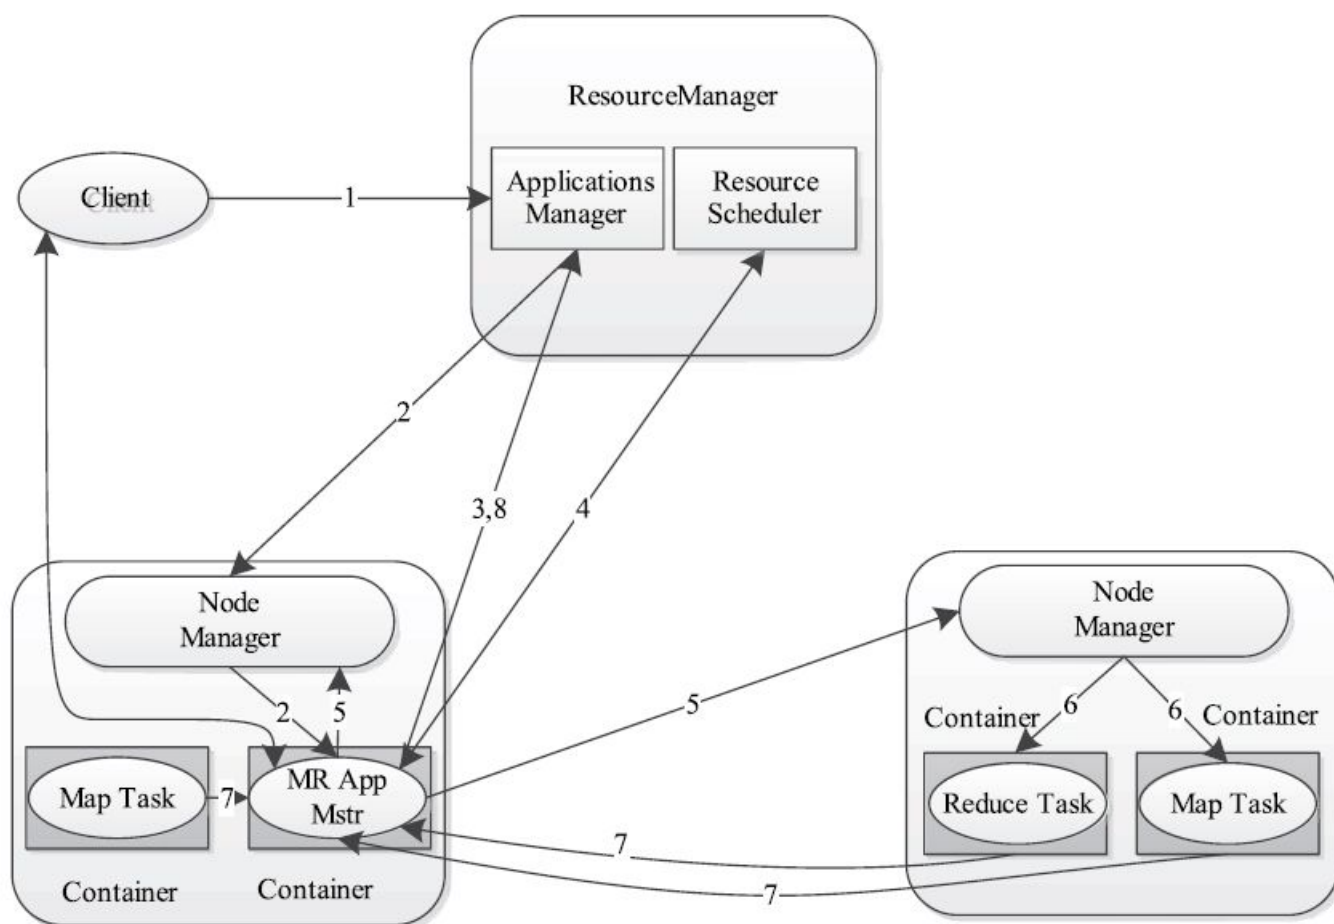 ResourceManager
Client
1
Applications
Manager
Resource
Scheduler
2
3,8
4
Node
Manager
2
5
Map Task
7
MR App
Mstr
Container
Container
5
Node
Manager
6
6
Container
Container
Reduce Task
Map Task
7
7